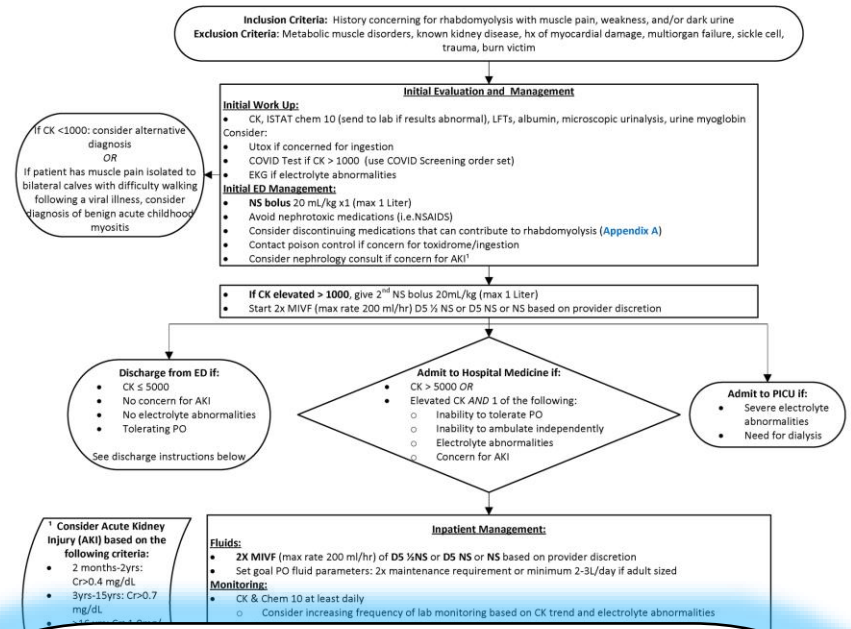 Inclusion Criteria: History concerning for rhabdomyolysis with muscle pain, weakness, and/or dark urine
Exclusion Criteria: Metabolic muscle disorders, known kidney disease, hx of myocardial damage, multiorgan failure, sickle cell,
trauma, burn victim
Initial Evaluation and Management
Initial Work Up:
• CK, ISTAT chem 10 (send to lab if results abnormal), LFTs, albumin, microscopic urinalysis, urine myoglobin
Consider:
• Utox if concerned for ingestion
• COVID Test if CK > 1000 (use COVID Screening order set)
• EKG if electrolyte abnormalities
Initial ED Management:
• NS bolus 20 mL/kg x1 (max 1 Liter)
• Avoid nephrotoxic medications (i.e.NSAIDS)
• Consider discontinuing medications that can contribute to rhabdomyolysis (Appendix A)
• Contact poison control if concern for toxidrome/ingestion
• Consider nephrology consult if concern for AKI¹
If CK <1000: consider alternative
diagnosis
OR
If patient has muscle pain isolated to
bilateral calves with difficulty walking
following a viral illness, consider
diagnosis of benign acute childhood
myositis
• If CK elevated > 1000, give 2nd NS bolus 20mL/kg (max 1 Liter)
• Start 2x MIVF (max rate 200 ml/hr) D5 ½ NS or D5 NS or NS based on provider discretion
Discharge from ED if:
• CK ≤ 5000
• No concern for AKI
• No electrolyte abnormalities
• Tolerating PO
See discharge instructions below
Admit to Hospital Medicine if:
• CK > 5000 OR
• Elevated CK AND 1 of the following:
○ Inability to tolerate PO
○ Inability to ambulate independently
○ Electrolyte abnormalities
○ Concern for AKI
Admit to PICU if:
• Severe electrolyte
abnormalities
• Need for dialysis
¹ Consider Acute Kidney
Injury (AKI) based on the
following criteria:
• 2 months-2yrs:
Cr>0.4 mg/dL
• 3yrs-15yrs: Cr>0.7
mg/dL
Inpatient Management:
Fluids:
• 2X MIVF (max rate 200 ml/hr) of D5 ½NS or D5 NS or NS based on provider discretion
• Set goal PO fluid parameters: 2x maintenance requirement or minimum 2-3L/day if adult sized
Monitoring:
• CK & Chem 10 at least daily
○ Consider increasing frequency of lab monitoring based on CK trend and electrolyte abnormalities